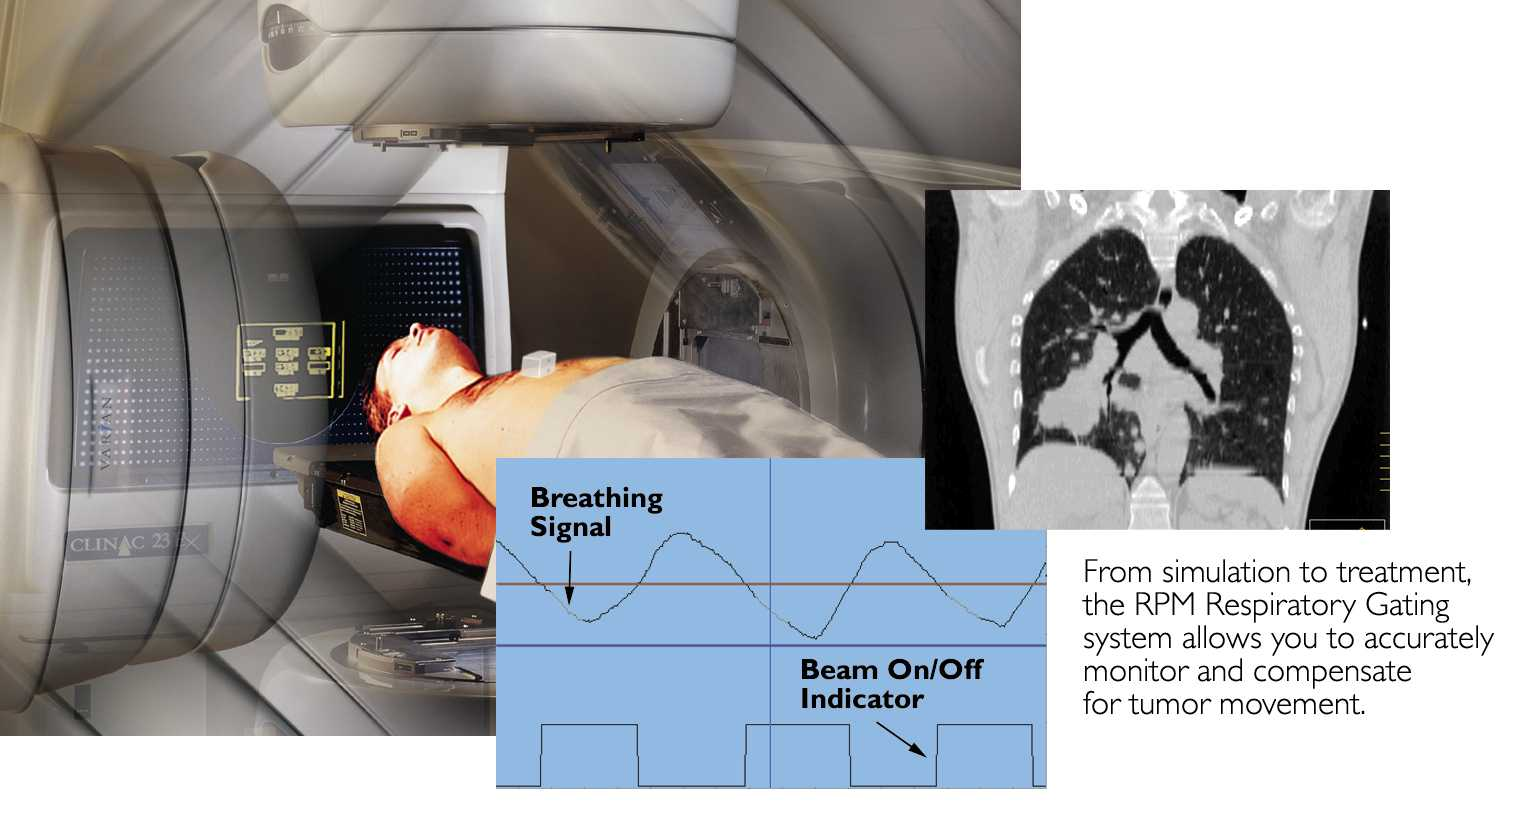 VARIAN
CLINAC 23EX
Breathing
Signal
Beam On/Off
Indicator
From simulation to treatment,
the RPM Respiratory Gating
system allows you to accurately
monitor and compensate
for tumor movement.